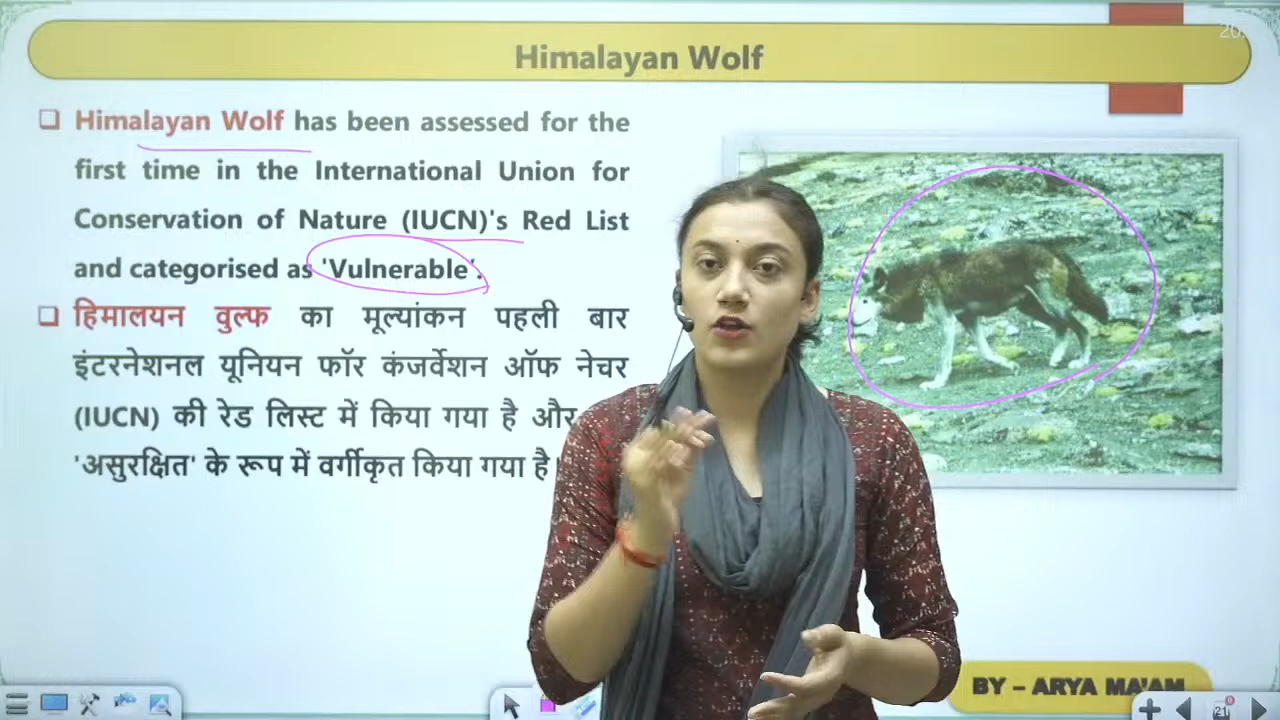 20
Himalayan Wolf
Himalayan Wolf has been assessed for the
first time in the International Union for
Conservation of Nature (IUCN)'s Red List
and categorised as 'Vulnerable'.
हिमालयन वुल्फ का मूल्यांकन पहली बार
इंटरनेशनल यूनियन फॉर कंजर्वेशन ऑफ नेचर
(IUCN) की रेड लिस्ट में किया गया है और
'असुरक्षित' के रूप में वर्गीकृत किया गया है।
BY – ARYA MA'AM
21